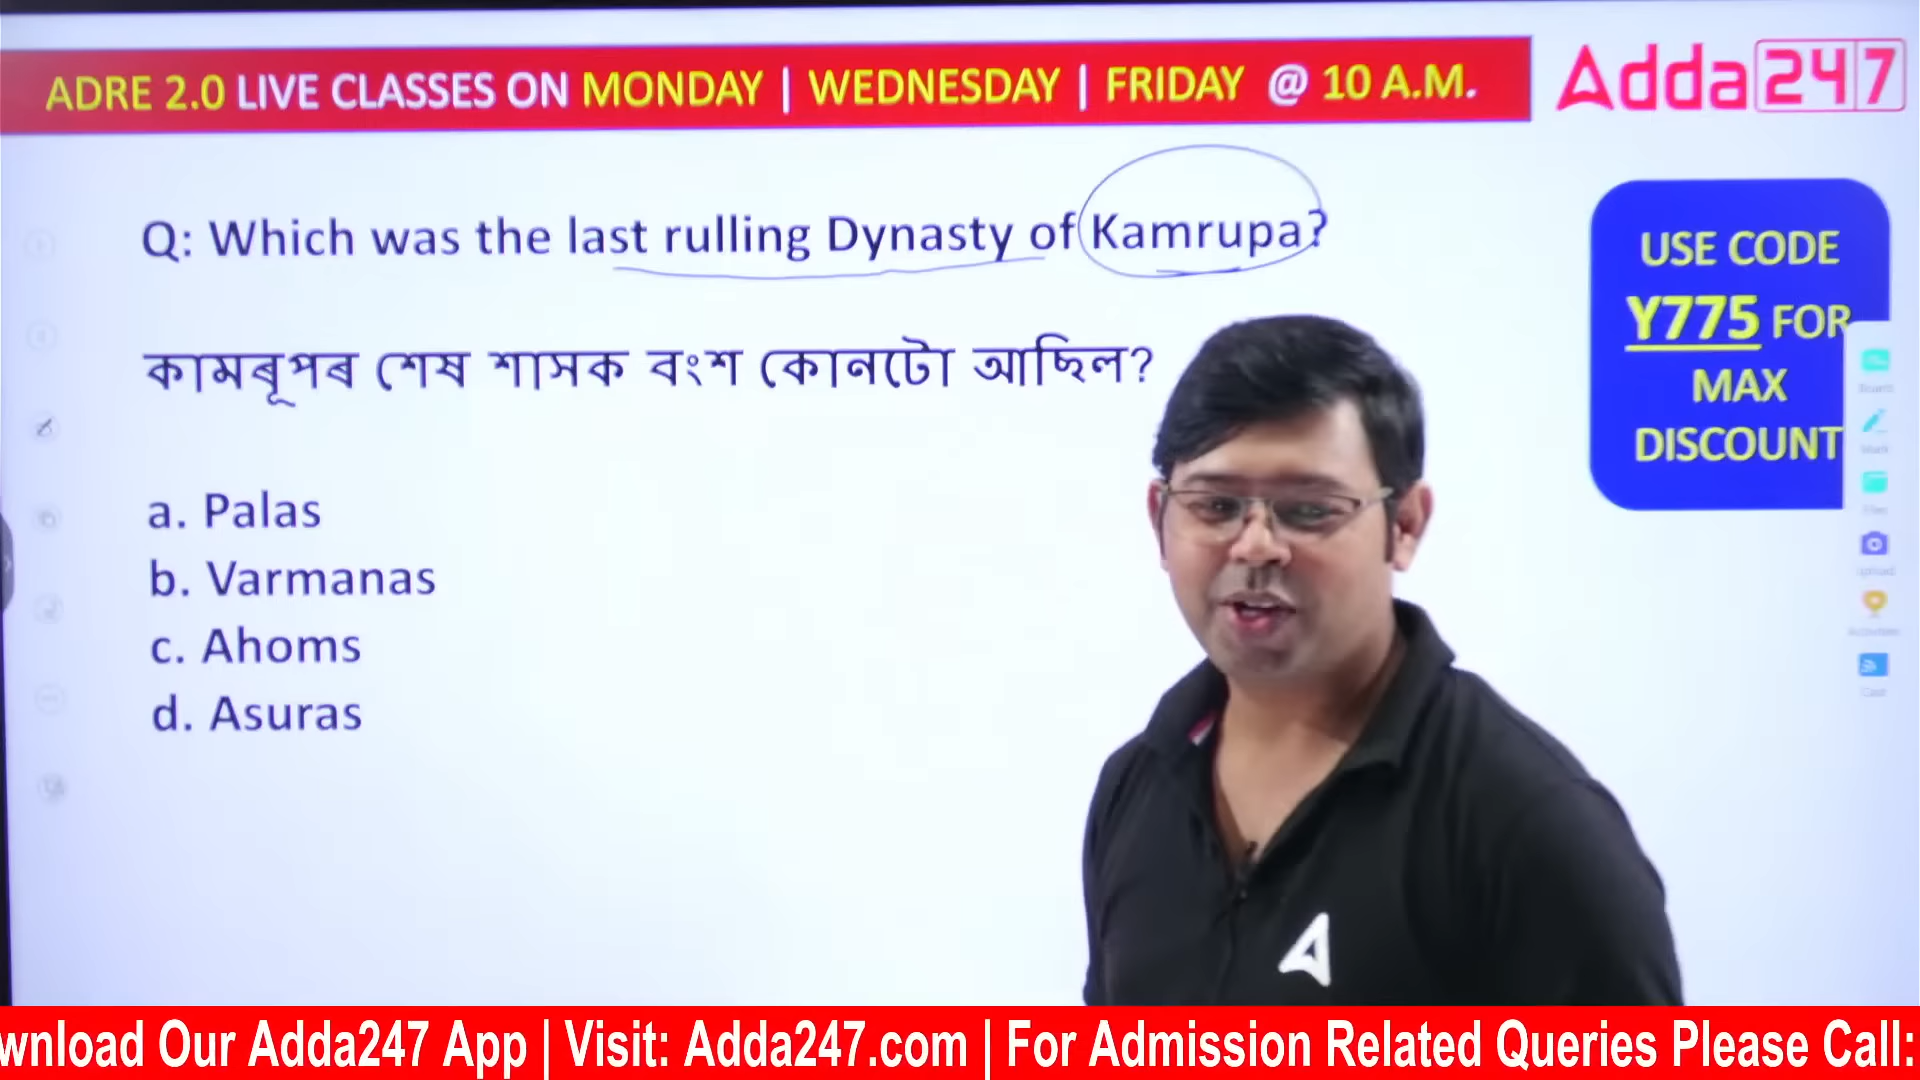 ADRE 2.0 LIVE CLASSES ON MONDAY | WEDNESDAY | FRIDAY @ 10 A.M.
Adda247
Q: Which was the last rulling Dynasty of Kamrupa?
কামৰূপৰ শেষ শাসক বংশ কোনটো আছিল?
a. Palas
b. Varmanas
c. Ahoms
d. Asuras
USE CODE
Y775 FOR
MAX
DISCOUNT
wnload Our Adda247 App | Visit: Adda247.com | For Admission Related Queries Please Call: